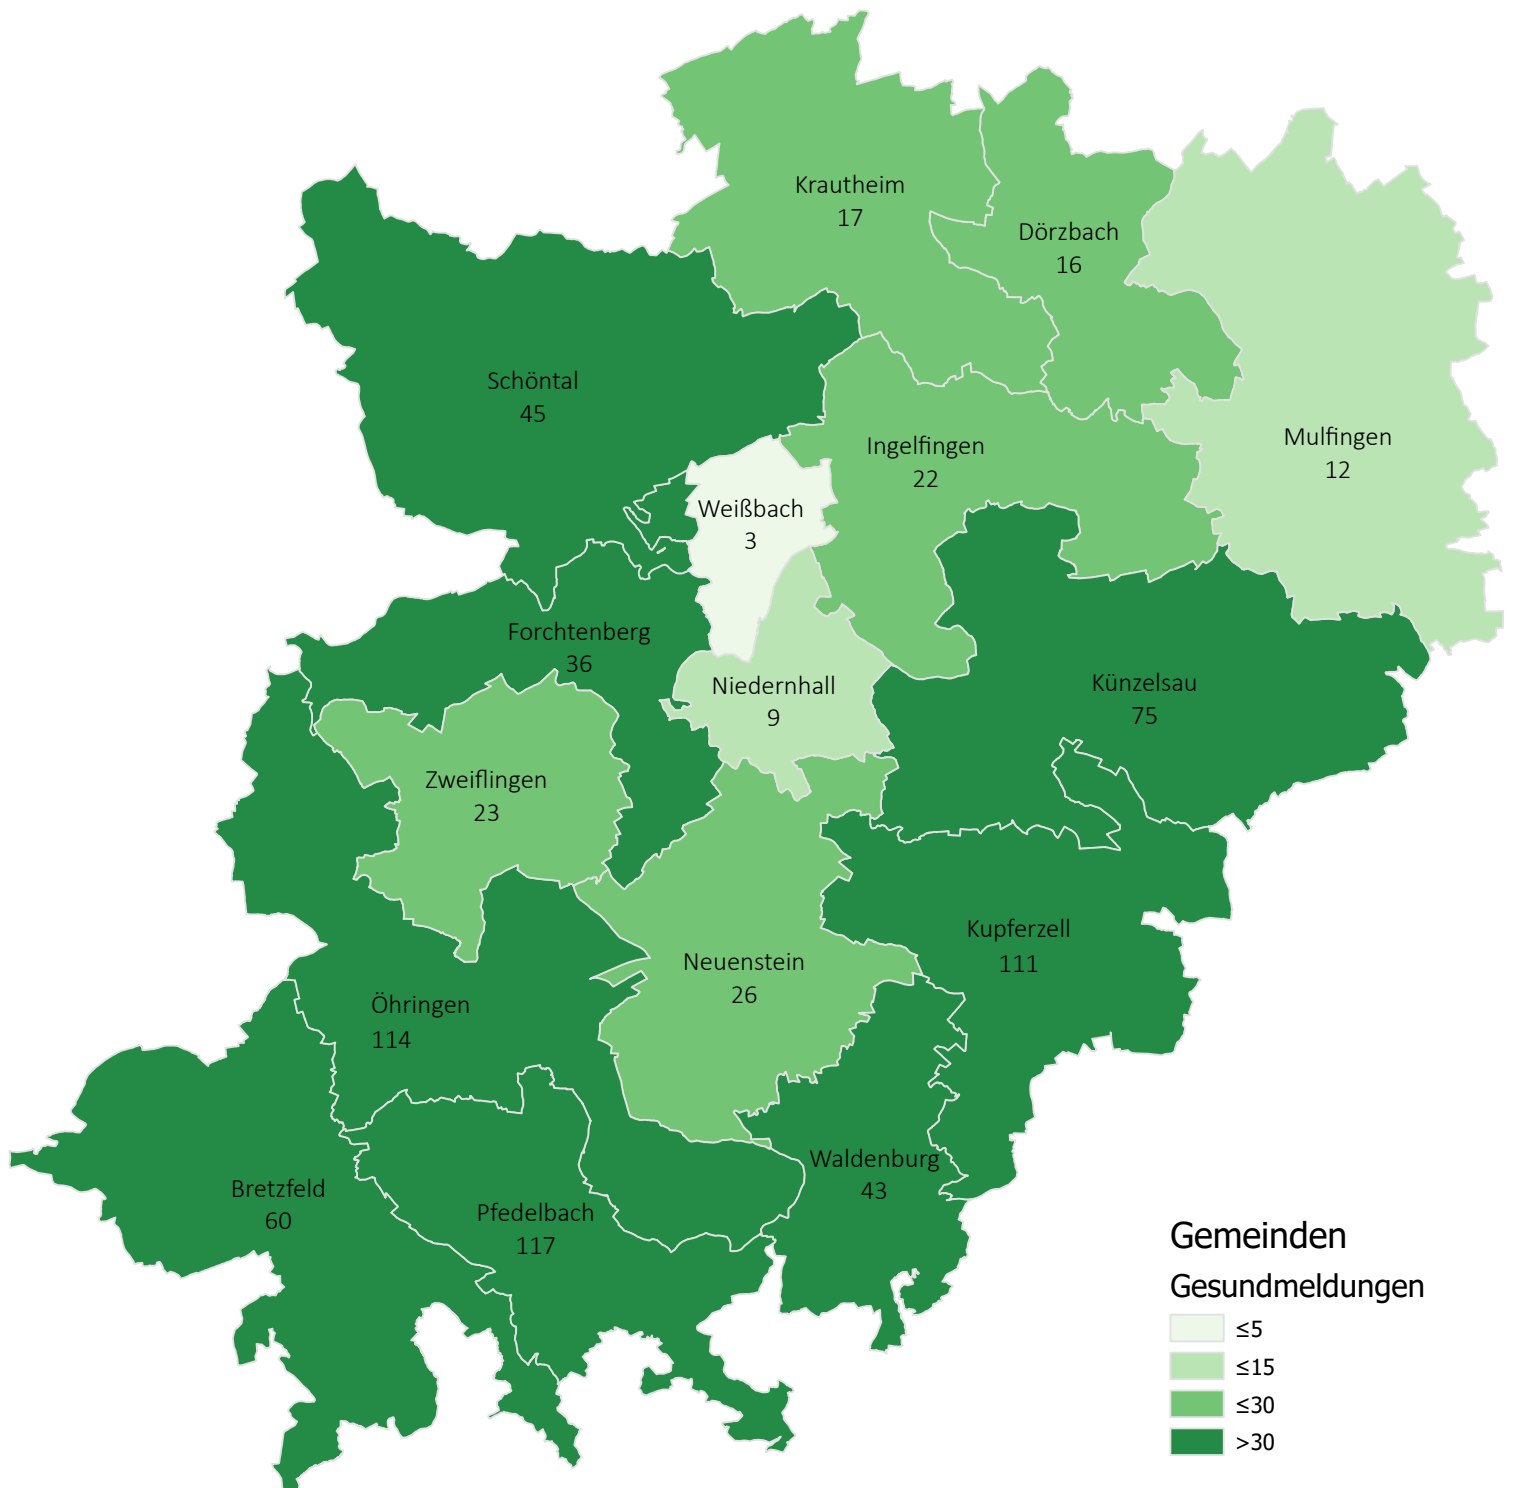 Krautheim
17
Dörzbach
16
Schöntal
45
Mulfingen
12
Ingelfingen
22
Weißbach
3
Forchtenberg
36
Niedernhall
9
Künzelsau
75
Zweiflingen
23
Kupferzell
111
Neuenstein
26
Öhringen
114
Waldenburg
43
Bretzfeld
60
Pfedelbach
117
Gemeinden
Gesundmeldungen
≤5
≤15
≤30
>30